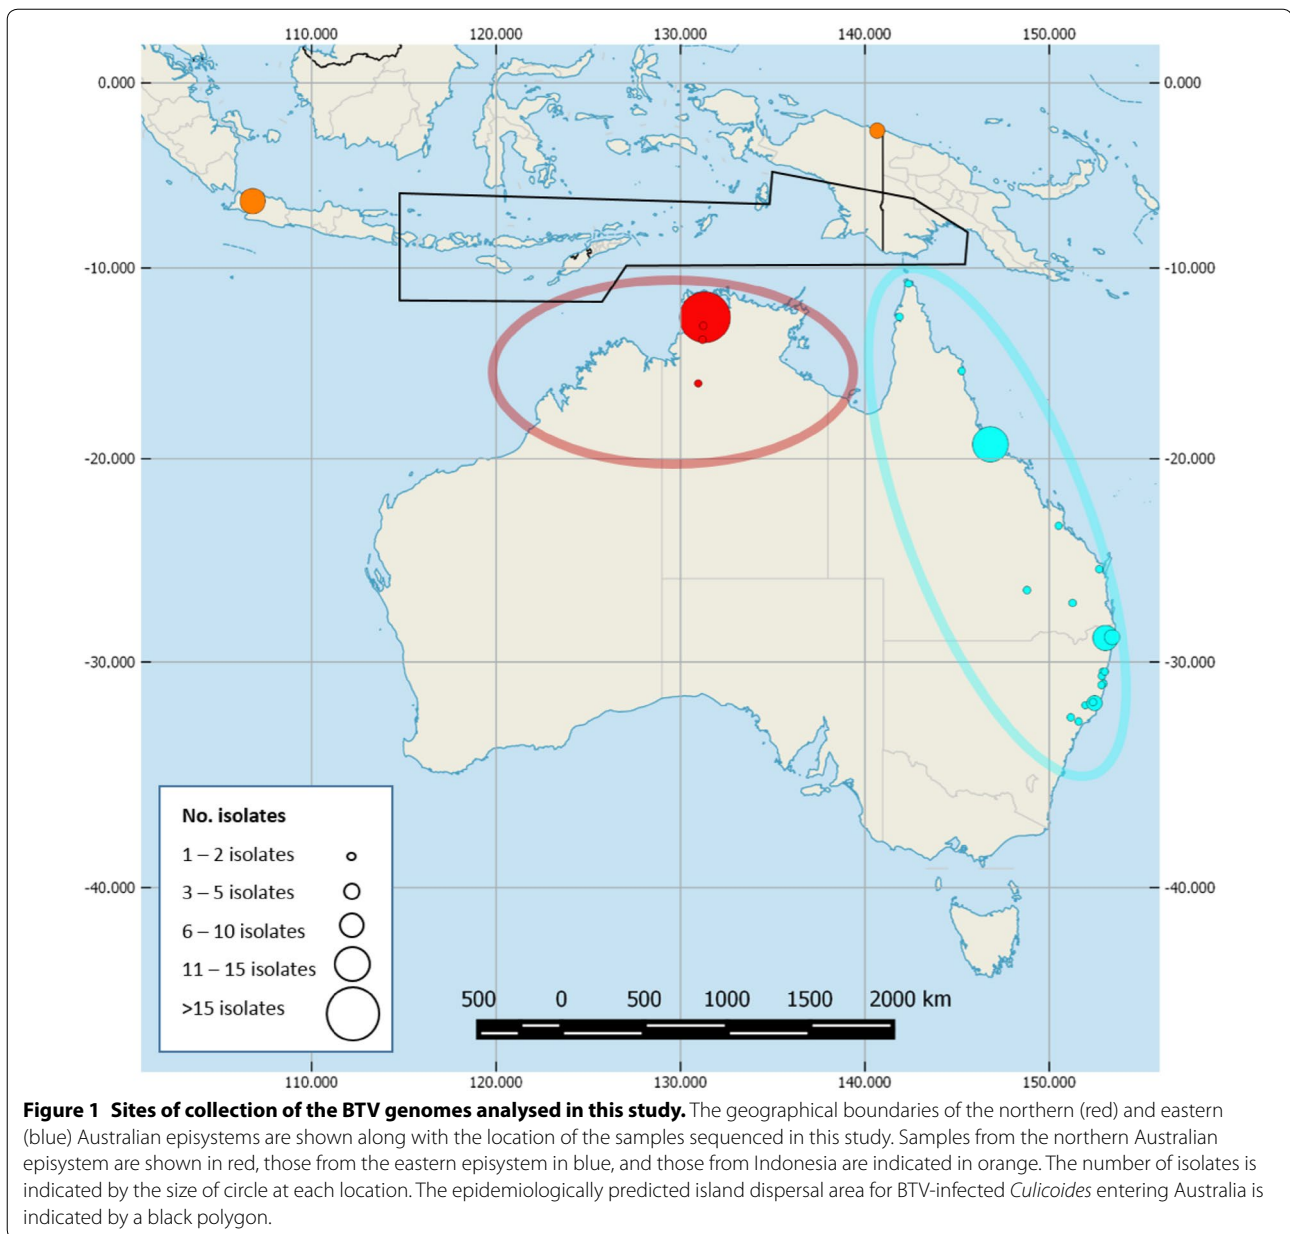 110.000 120.000 130.000 140.000 150.000
0.000 0.000
-10.000 -10.000
-20.000 -20.000
-30.000 -30.000
-40.000 -40.000
No. isolates
1 – 2 isolates
3 – 5 isolates
6 – 10 isolates
11 – 15 isolates
>15 isolates
500 0 500 1000 1500 2000 km
110.000 120.000 130.000 140.000 150.000
Figure 1 Sites of collection of the BTV genomes analysed in this study. The geographical boundaries of the northern (red) and eastern
(blue) Australian episystems are shown along with the location of the samples sequenced in this study. Samples from the northern Australian
episystem are shown in red, those from the eastern episystem in blue, and those from Indonesia are indicated in orange. The number of isolates is
indicated by the size of circle at each location. The epidemiologically predicted island dispersal area for BTV-infected Culicoides entering Australia is
indicated by a black polygon.